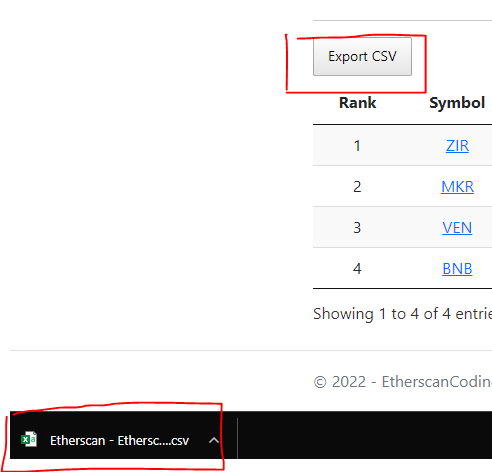 Export CSV
Rank Symbol
1 ZIR
2 MKR
3 VEN
4 BNB
Showing 1 to 4 of 4 entrie
© 2022 - EtherscanCoding
Etherscan - Ethersc....csv